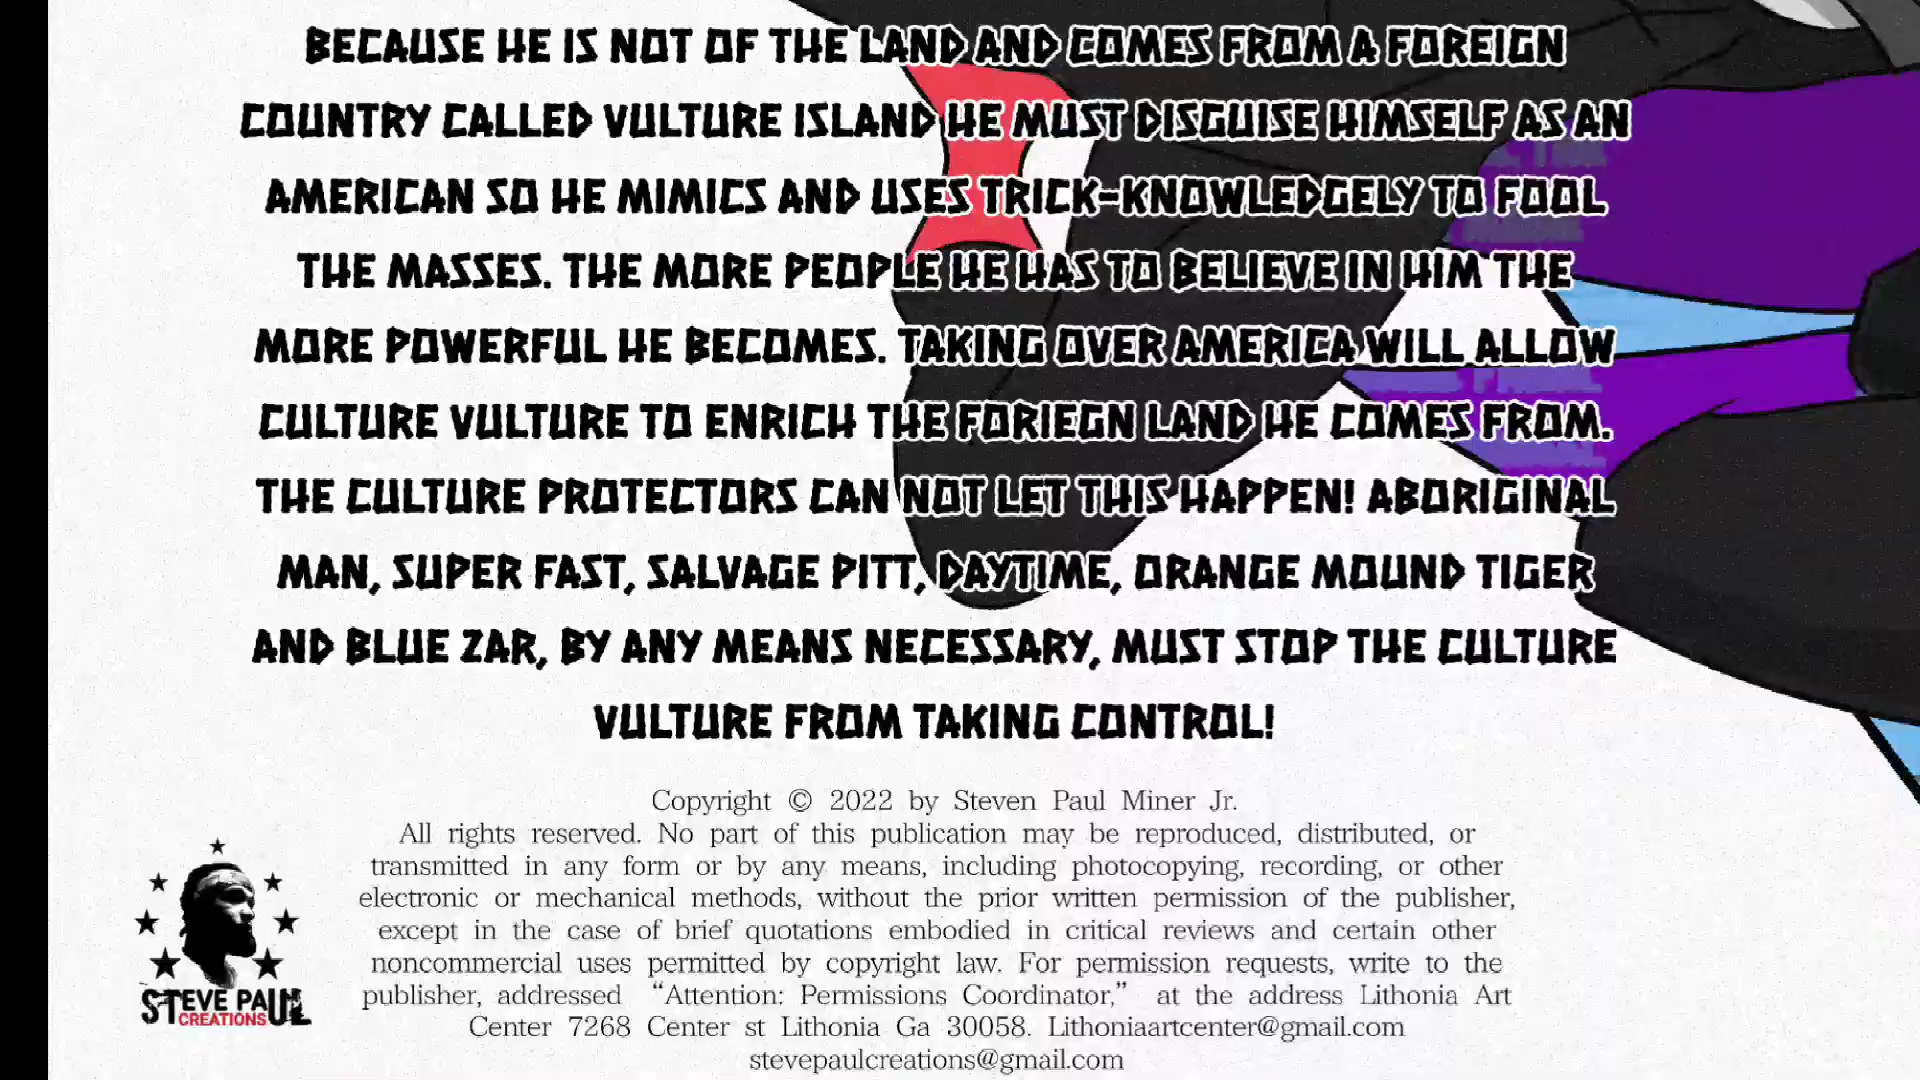 BECAUSE HE IS NOT OF THE LAND AND COMES FROM A FOREIGN
COUNTRY CALLED VULTURE ISLAND HE MUST DISGUISE HIMSELF AS AN
AMERICAN SO HE MIMICS AND USES TRICK-KNOWLEDGELY TO FOOL
THE MASSES. THE MORE PEOPLE HE HAS TO BELIEVE IN HIM THE
MORE POWERFUL HE BECOMES. TAKING OVER AMERICA WILL ALLOW
CULTURE VULTURE TO ENRICH THE FORIEGN LAND HE COMES FROM.
THE CULTURE PROTECTORS CAN NOT LET THIS HAPPEN! ABORIGINAL
MAN, SUPER FAST, SALVAGE PITT, DAYTIME, ORANGE MOUND TIGER
AND BLUE ZAR, BY ANY MEANS NECESSARY, MUST STOP THE CULTURE
VULTURE FROM TAKING CONTROL!
Copyright © 2022 by Steven Paul Miner Jr.
All rights reserved. No part of this publication may be reproduced, distributed, or
transmitted in any form or by any means, including photocopying, recording, or other
electronic or mechanical methods, without the prior written permission of the publisher,
except in the case of brief quotations embodied in critical reviews and certain other
noncommercial uses permitted by copyright law. For permission requests, write to the
publisher, addressed “Attention: Permissions Coordinator,” at the address Lithonia Art
Center 7268 Center st Lithonia Ga 30058. Lithoniaartcenter@gmail.com
stevepaulcreations@gmail.com
STEVE PAUL
CREATIONS